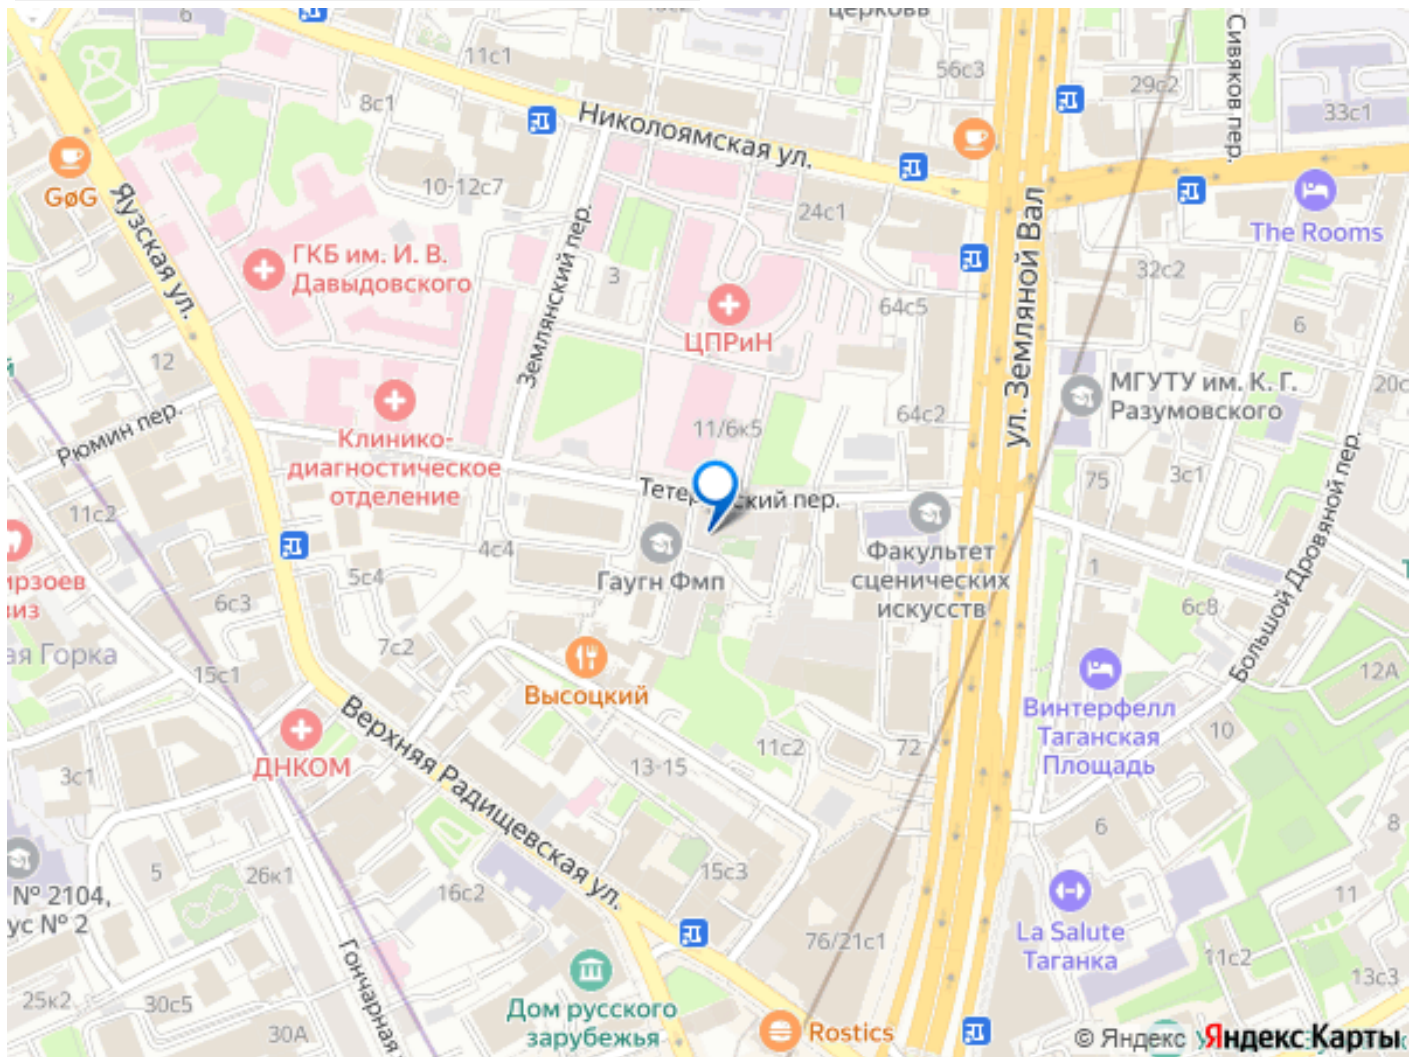 церковь
Сивяков пер.
6
11с1
56с3
29с2
33с1
8с1
Николоямская ул.
GøG
10-12с7
Яузская ул.
24с1
ул. Земляной Вал
The Rooms
ГКБ им. И. В.
Давыдовского
Землянский пер.
3
32с2
64с5
ЦПРиН
6
12
МГУТУ им. К. Г.
Разумовского
Рюмин пер.
64с2
11/6к5
Клинико-
диагностическое
отделение
75
3с1
Большой Дровяной пер.
11с2
4с4
Гаугн Фмп
Факультет
сценических
искусств
5с4
6с3
1
6с8
7с2
ая Горка
15с1
12А
Высоцкий
Верхняя Радищевская ул.
Винтерфелл
Таганская
Площадь
10
11с2
72
13-15
ДНКОМ
3с1
6
8
5
26к1
16с2
15с3
11
№ 2104,
ус № 2
76/21с1
La Salute
Таганка
11с2
13с3
Гончарная
25к2
30с5
30А
Дом русского
зарубежья
Rostics
© Яндекс Яндекс Карты